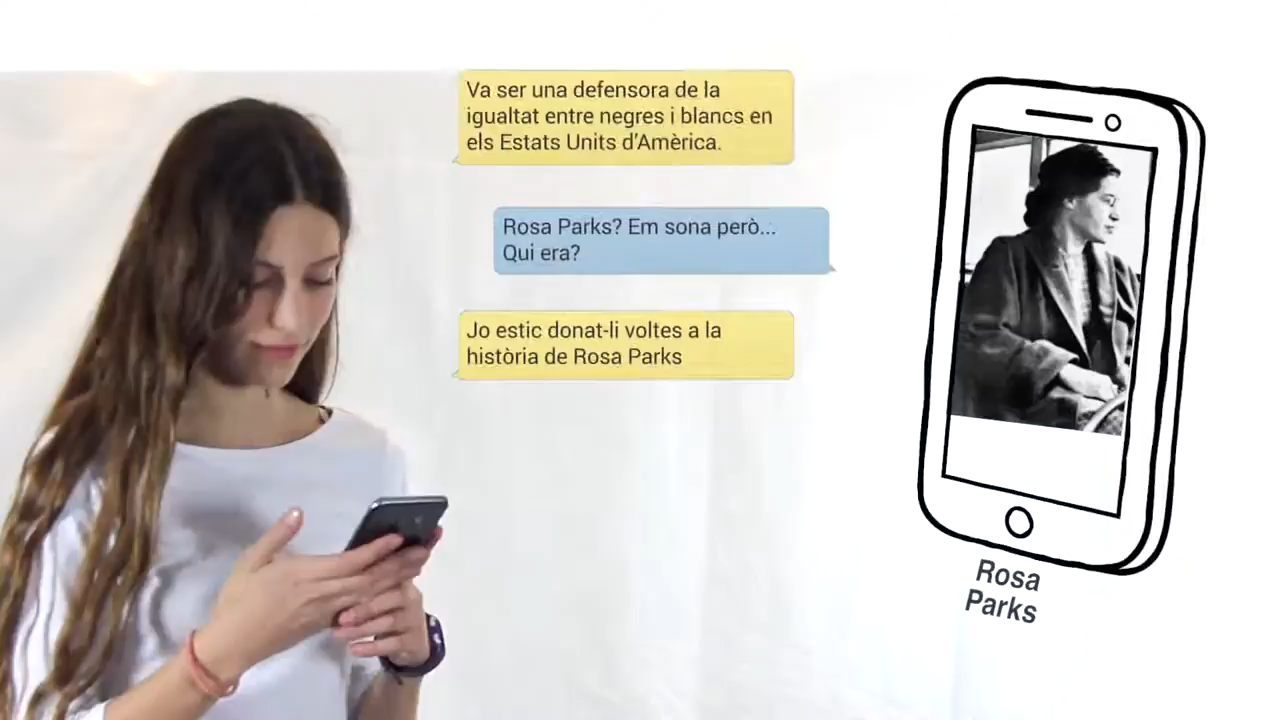 Va ser una defensora de la
igualtat entre negres i blancs en
els Estats Units d'Amèrica.
Rosa Parks? Em sona però...
Qui era?
Jo estic donat-li voltes a la
història de Rosa Parks
Rosa
Parks